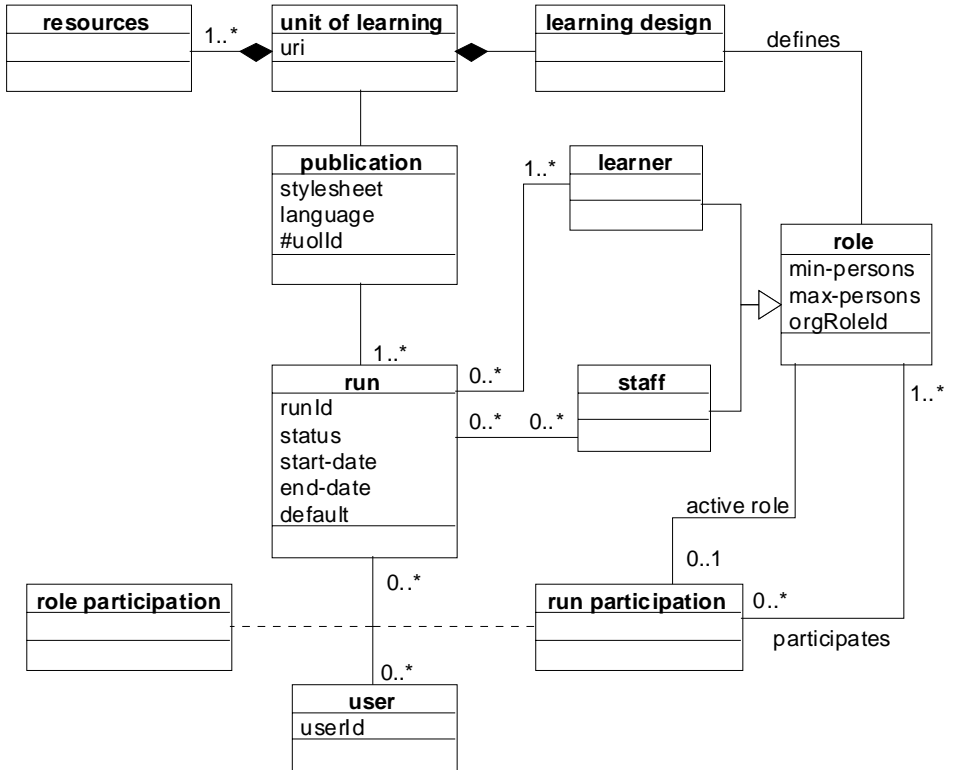 resources
1..*
unit of learning
uri
learning design
defines
publication
stylesheet
language
#uolId
1..*
learner
role
min-persons
max-persons
orgRoleId
1..*
run
runId
status
start-date
end-date
default
0..*
0..*
0..*
staff
1..*
active role
0..1
0..*
role participation
run participation
0..*
participates
0..*
user
userId